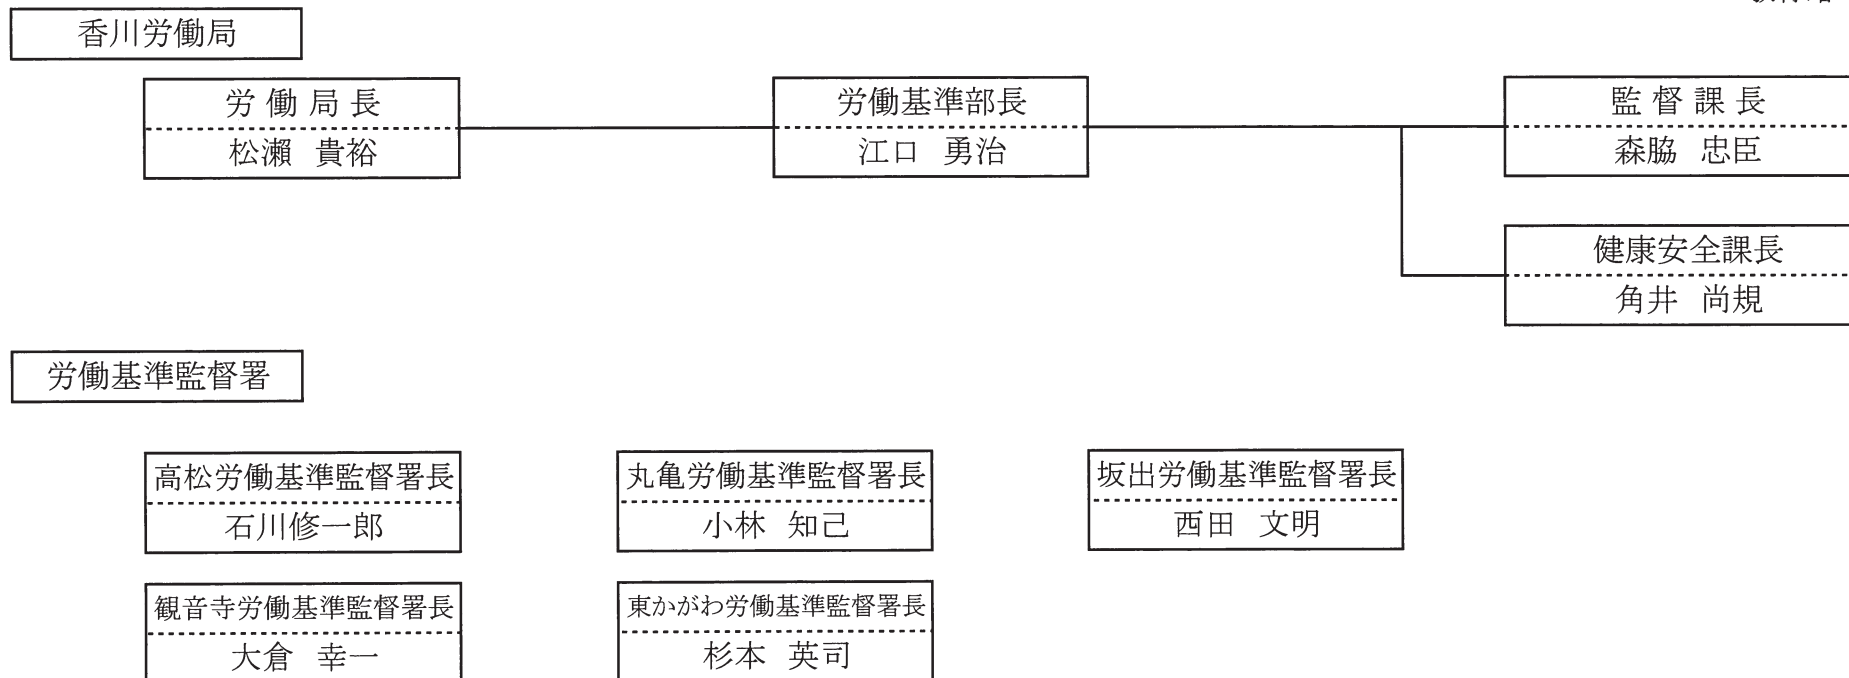 香川労働局
労働局長
松瀬 貴裕
労働基準部長
江口 勇治
監督課長
森脇 忠臣
健康安全課長
角井 尚規
労働基準監督署
高松労働基準監督署長
石川修一郎
丸亀労働基準監督署長
小林 知己
坂出労働基準監督署長
西田 文明
観音寺労働基準監督署長
大倉 幸一
東かがわ労働基準監督署長
杉本 英司